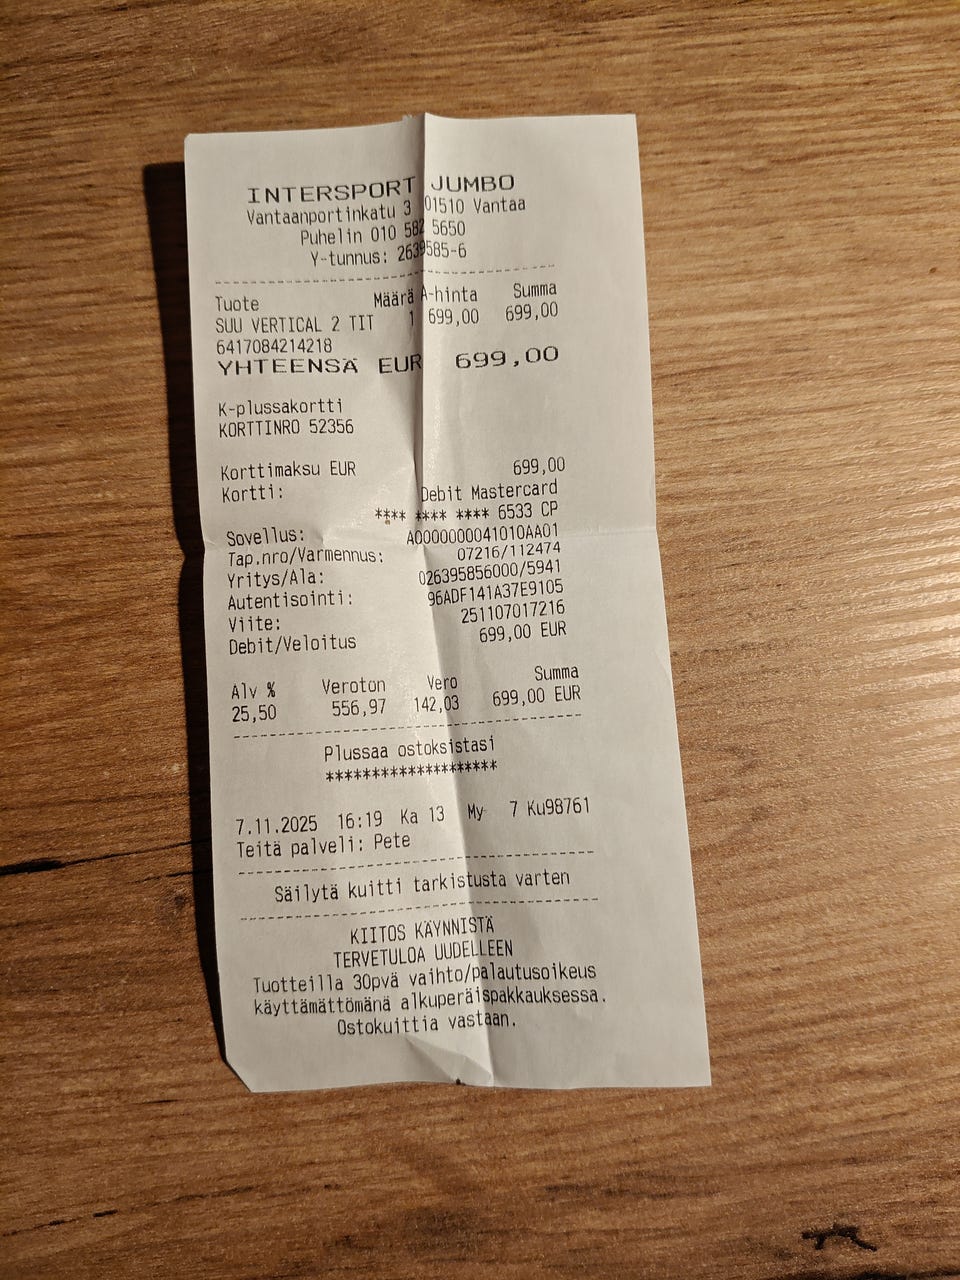 INTERSPORT JUMBO
Vantaanportinkatu 3 01510 Vantaa
Puhelin 010 582 5650
Y-tunnus: 2639585-6
Tuote Määrä A-hinta Summa
SUU VERTICAL 2 TIT 1 699,00 699,00
6417084214218
YHTEENSÄ EUR 699,00
K-plussakortti
KORTTINRO 52356
Korttimaksu EUR 699,00
Kortti: Debit Mastercard
**** **** **** 6533 CP
Sovellus: A0000000041010AA01
Tap.nro/Varmennus: 07216/112474
Yritys/Ala: 026395856000/5941
Autentisointi: 96ADF141A37E9105
Viite: 251107017216
Debit/Veloitus 699,00 EUR
Alv % Veroton Vero Summa
25,50 556,97 142,03 699,00 EUR
Plussaa ostoksistasi
*******************
7.11.2025 16:19 Ka 13 My 7 Ku98761
Teitä palveli: Pete
Säilytä kuitti tarkistusta varten
KIITOS KÄYNNISTÄ
TERVETULOA UUDELLEEN
Tuotteilla 30pvä vaihto/palautusoikeus
käyttämättömänä alkuperäispakkauksessa.
Ostokuittia vastaan.